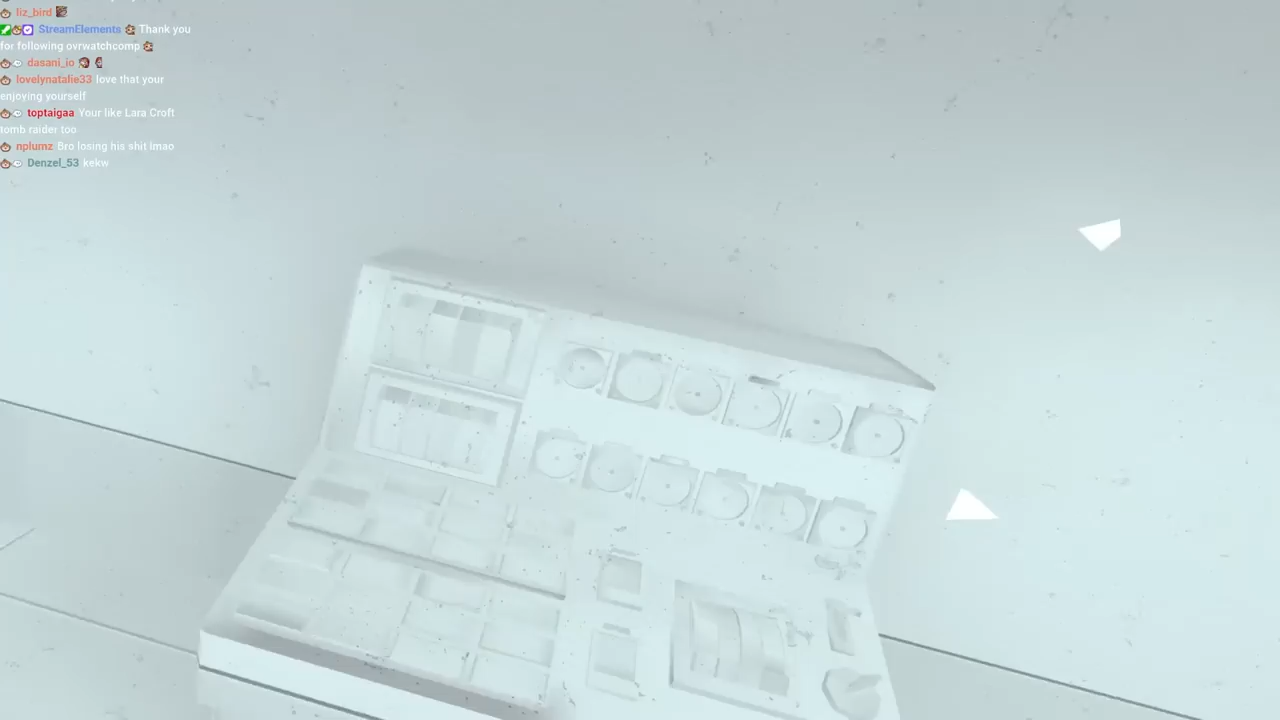 liz_bird
StreamElements Thank you
for following ovrwatchcomp
dasani_io
lovelynatalie33 love that your
enjoying yourself
toptaigaa Your like Lara Croft
tomb raider too
nplumz Bro losing his shit lmao
Denzel_53 kekw